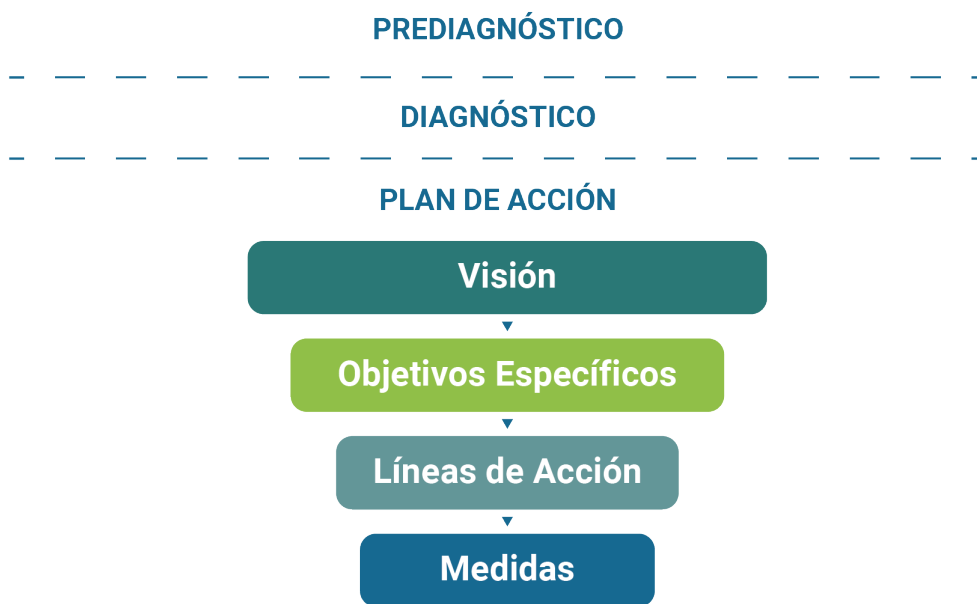 PREDIAGNÓSTICO
DIAGNÓSTICO
PLAN DE ACCIÓN
Visión
Objetivos Específicos
Líneas de Acción
Medidas